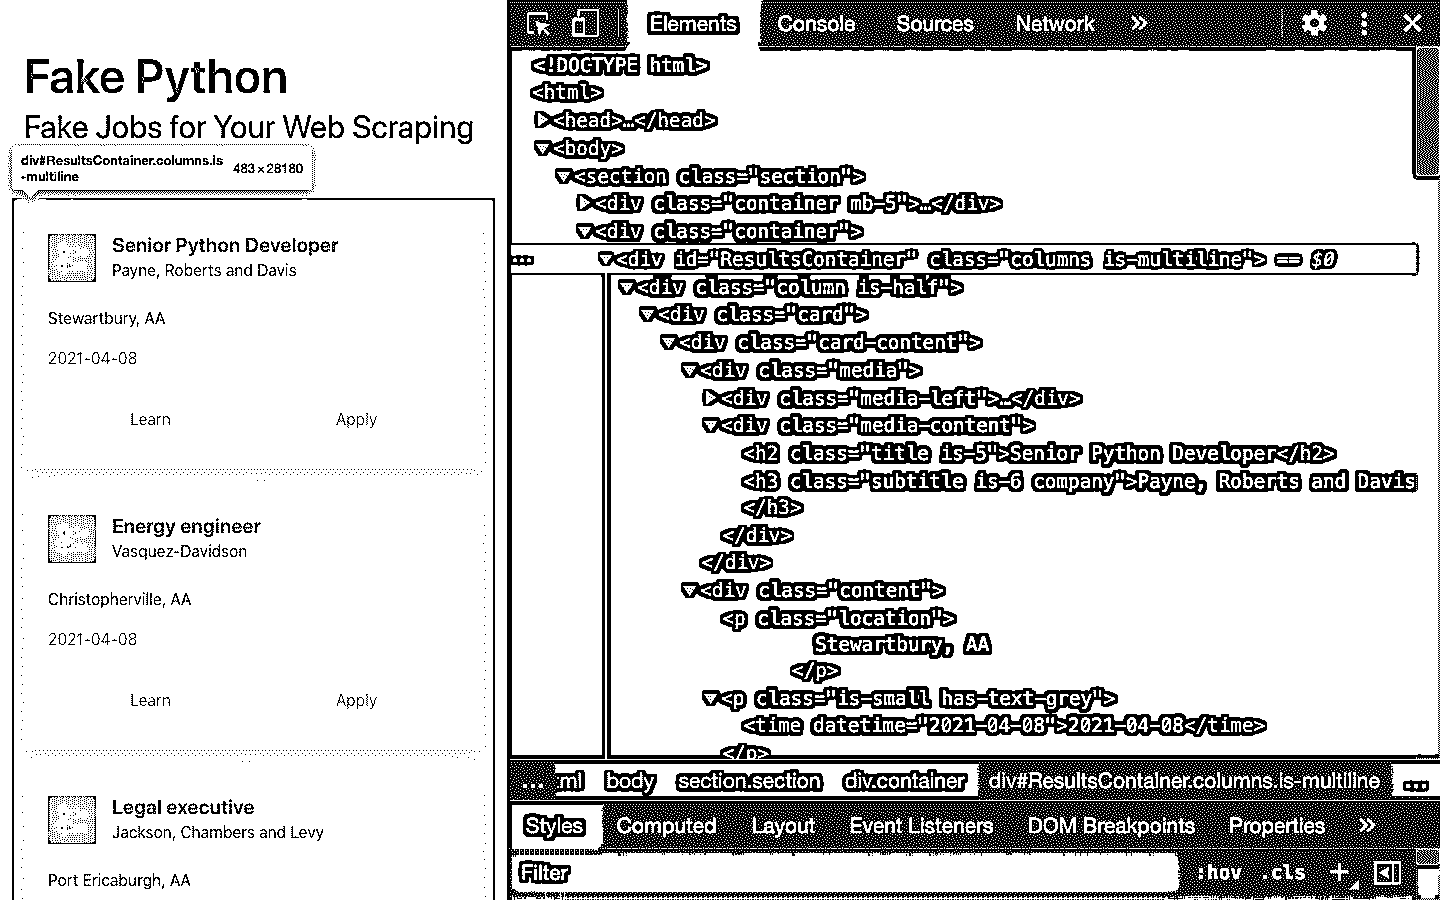 Fake Python
Fake Jobs for Your Web Scraping
div#ResultsContainer.columns.is
-multiline
483 × 28180
Senior Python Developer
Payne, Roberts and Davis
Stewartbury, AA
2021-04-08
Learn Apply
Energy engineer
Vasquez-Davidson
Christopherville, AA
2021-04-08
Learn Apply
Legal executive
Jackson, Chambers and Levy
Port Ericaburgh, AA
Elements Console Sources Network »
<!DOCTYPE html>
<html>
▶<head>…</head>
▼<body>
▼<section class="section">
▶<div class="container mb-5">…</div>
▼<div class="container">
… ▼<div id="ResultsContainer" class="columns is-multiline"> == $0
▼<div class="column is-half">
▼<div class="card">
▼<div class="card-content">
▼<div class="media">
▶<div class="media-left">…</div>
▼<div class="media-content">
<h2 class="title is-5">Senior Python Developer</h2>
<h3 class="subtitle is-6 company">Payne, Roberts and Davis
</h3>
</div>
</div>
▼<div class="content">
<p class="location">
Stewartbury, AA
</p>
▼<p class="is-small has-text-grey">
<time datetime="2021-04-08">2021-04-08</time>
</p>
… ml body section.section div.container div#ResultsContainer.columns.is-multiline …
Styles Computed Layout Event Listeners DOM Breakpoints Properties »
Filter :hov .cls +